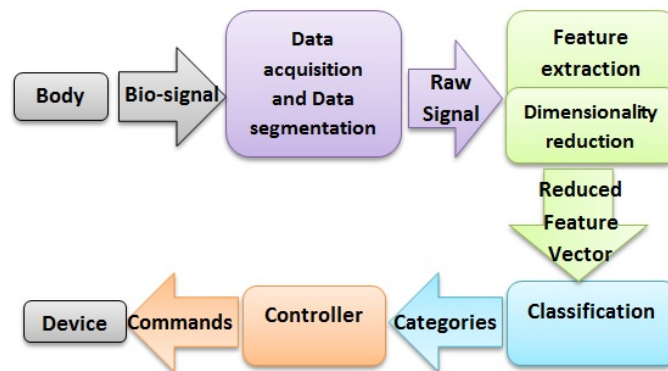 Body
Bio-signal
Data
acquisition
and Data
segmentation
Raw
Signal
Feature
extraction
Dimensionality
reduction
Reduced
Feature
Vector
Classification
Categories
Controller
Commands
Device